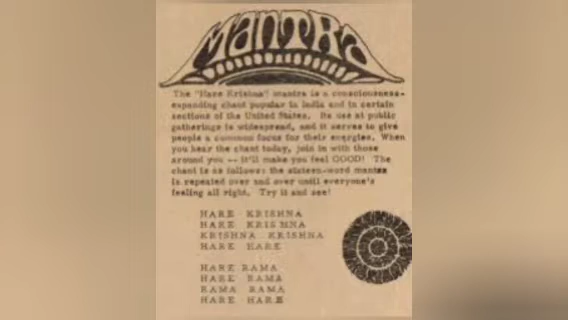 MANTRA
The "Hare Krishna" mantra is a consciousness-
expanding chant popular in India and in certain
sections of the United States. Its use at public
gatherings is widespread, and it serves to give
people a common focus for their energies. When
you hear the chant today, join in with those
around you -- it'll make you feel GOOD! The
chant is as follows: the sixteen-word mantra
is repeated over and over until everyone's
feeling all right. Try it and see!
HARE KRISHNA
HARE KRISHNA
KRISHNA KRISHNA
HARE HARE
HARE RAMA
HARE RAMA
RAMA RAMA
HARE HARE